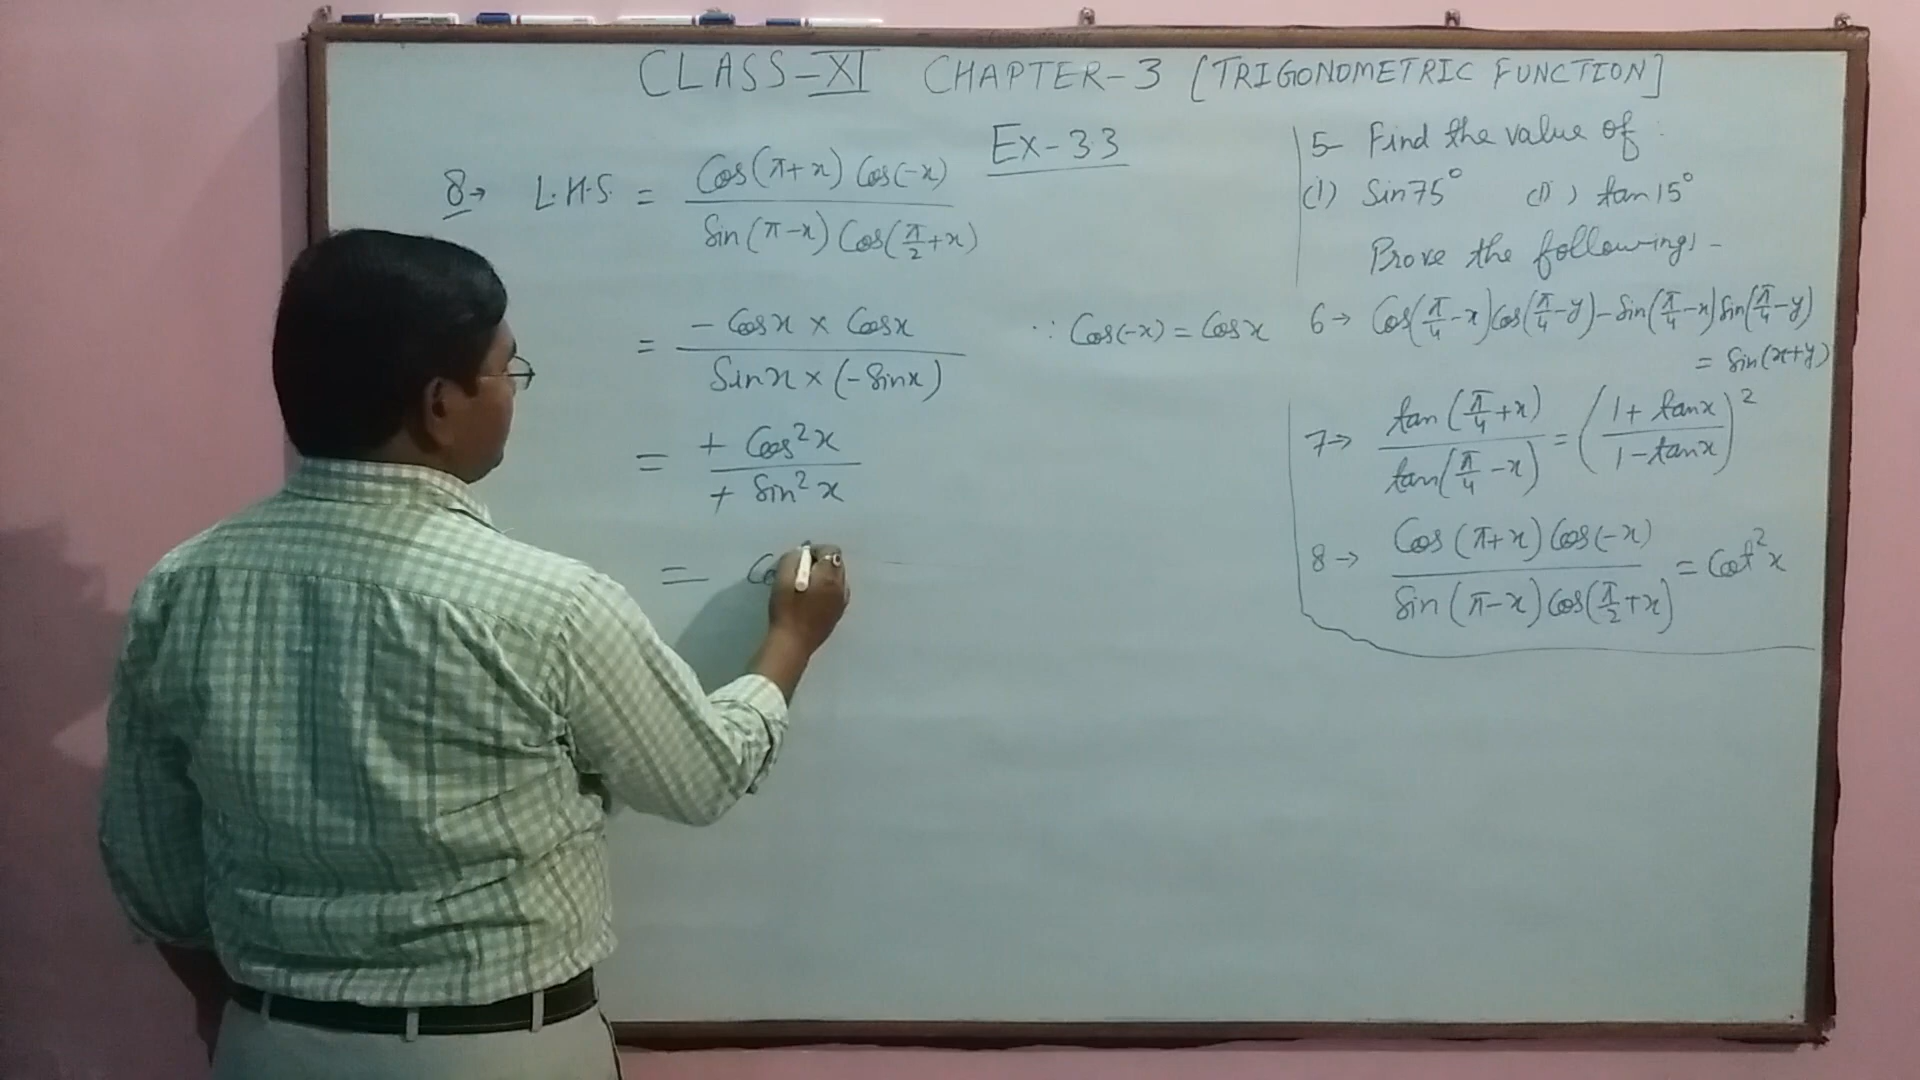 CLASS-XI CHAPTER-3 [TRIGONOMETRIC FUNCTION]
Ex-3.3
8→ L.H.S. = Cos(π+x) Cos(-x) / Sin(π-x) Cos(π/2+x)
= - Cosx × Cosx / Sinx × (-Sinx)
∵ Cos(-x) = Cosx
= + Cos²x / + Sin²x
= Co
5- Find the value of :
(i) Sin75° (ii) tan15°
Prove the following:-
6→ Cos(π/4-x)Cos(π/4-y)-Sin(π/4-x)Sin(π/4-y)
= Sin(x+y)
7→ tan(π/4+x) / tan(π/4-x) = (1+tanx / 1-tanx)²
8→ Cos(π+x)Cos(-x) / Sin(π-x)Cos(π/2+x) = Cot²x